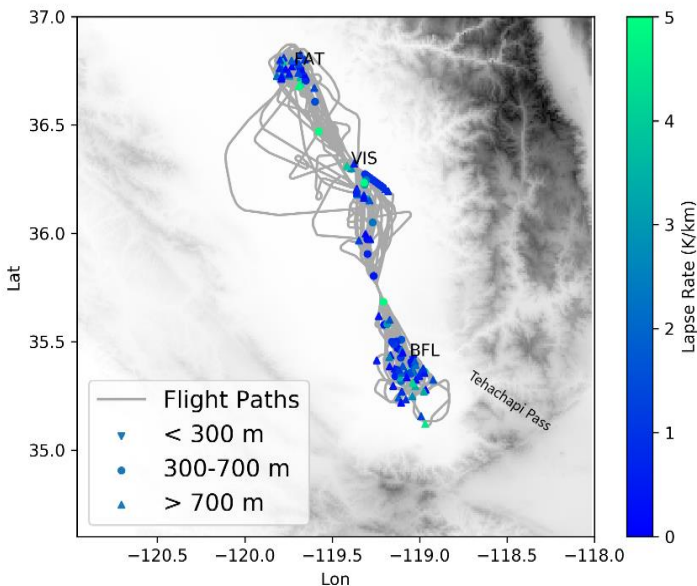 37.0
36.5
36.0
35.5
35.0
Lat
FAT
VIS
BFL
Tehachapi Pass
Flight Paths
< 300 m
300-700 m
> 700 m
−120.5
−120.0
−119.5
−119.0
−118.5
−118.0
Lon
5
4
3
2
1
0
Lapse Rate (K/km)